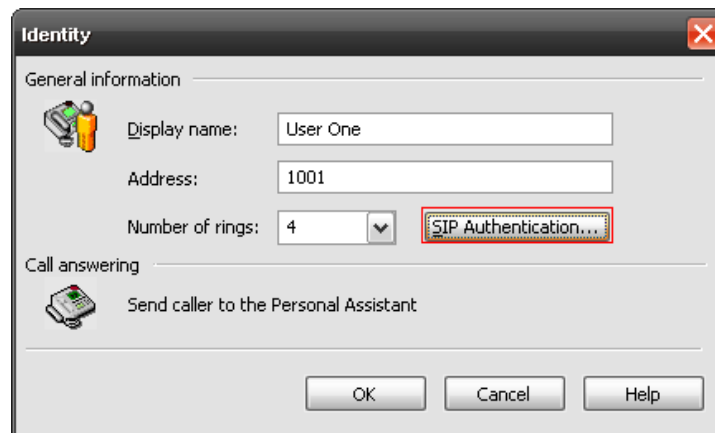 Identity
General information
Display name: User One
Address: 1001
Number of rings: 4 SIP Authentication...
Call answering
Send caller to the Personal Assistant
OK Cancel Help